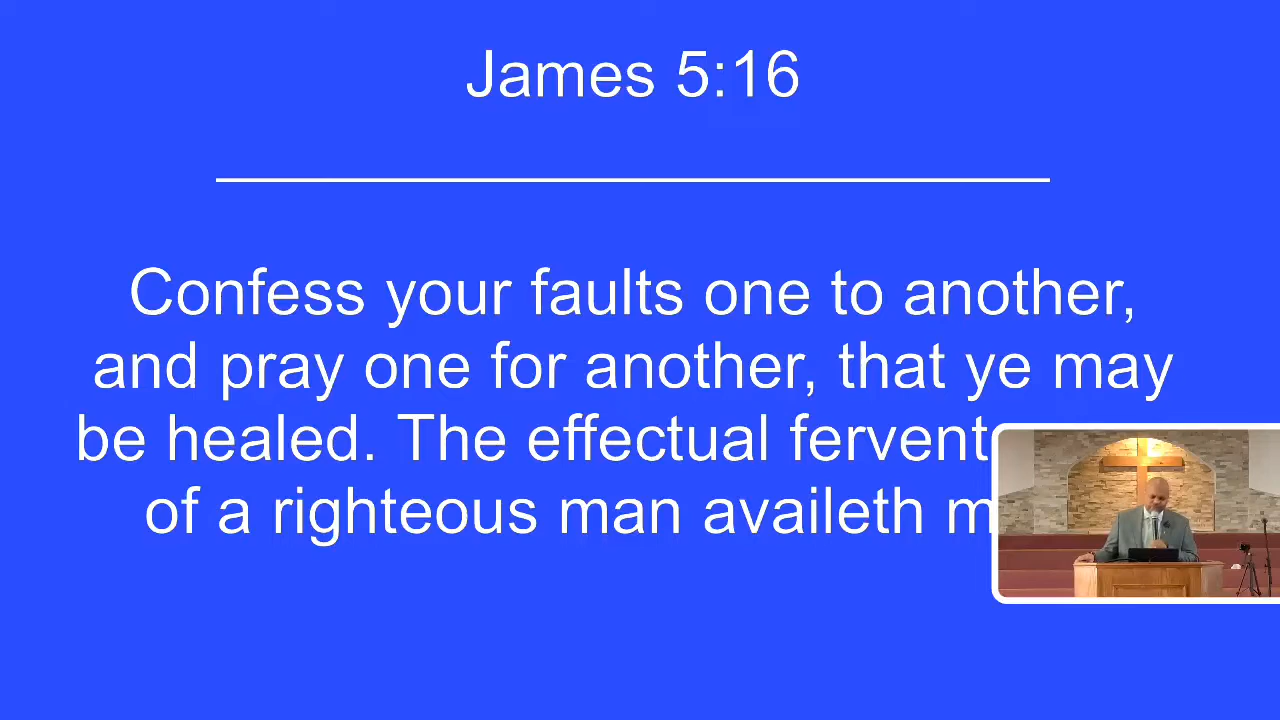 James 5:16
Confess your faults one to another,
and pray one for another, that ye may
be healed. The effectual fervent
of a righteous man availeth